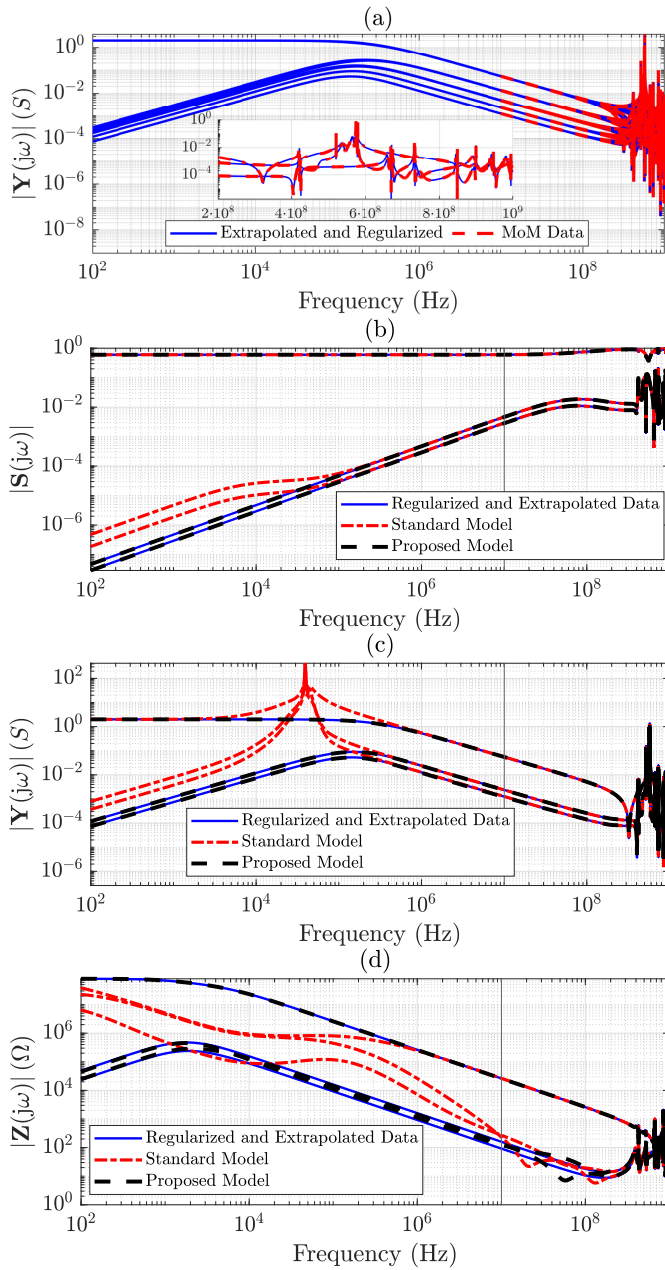 (a)
10^0
10^-2
10^-4
10^-6
10^-8
|Y(jω)| (S)
10^0
10^-2
10^-4
2·10^8
4·10^8
6·10^8
8·10^8
10^9
Extrapolated and Regularized
MoM Data
10^2
10^4
10^6
10^8
Frequency (Hz)
(b)
10^0
10^-2
10^-4
10^-6
|S(jω)|
Regularized and Extrapolated Data
Standard Model
Proposed Model
10^2
10^4
10^6
10^8
Frequency (Hz)
(c)
10^2
10^0
10^-2
10^-4
10^-6
|Y(jω)| (S)
Regularized and Extrapolated Data
Standard Model
Proposed Model
10^2
10^4
10^6
10^8
Frequency (Hz)
(d)
10^6
10^4
10^2
10^0
|Z(jω)| (Ω)
Regularized and Extrapolated Data
Standard Model
Proposed Model
10^2
10^4
10^6
10^8
Frequency (Hz)